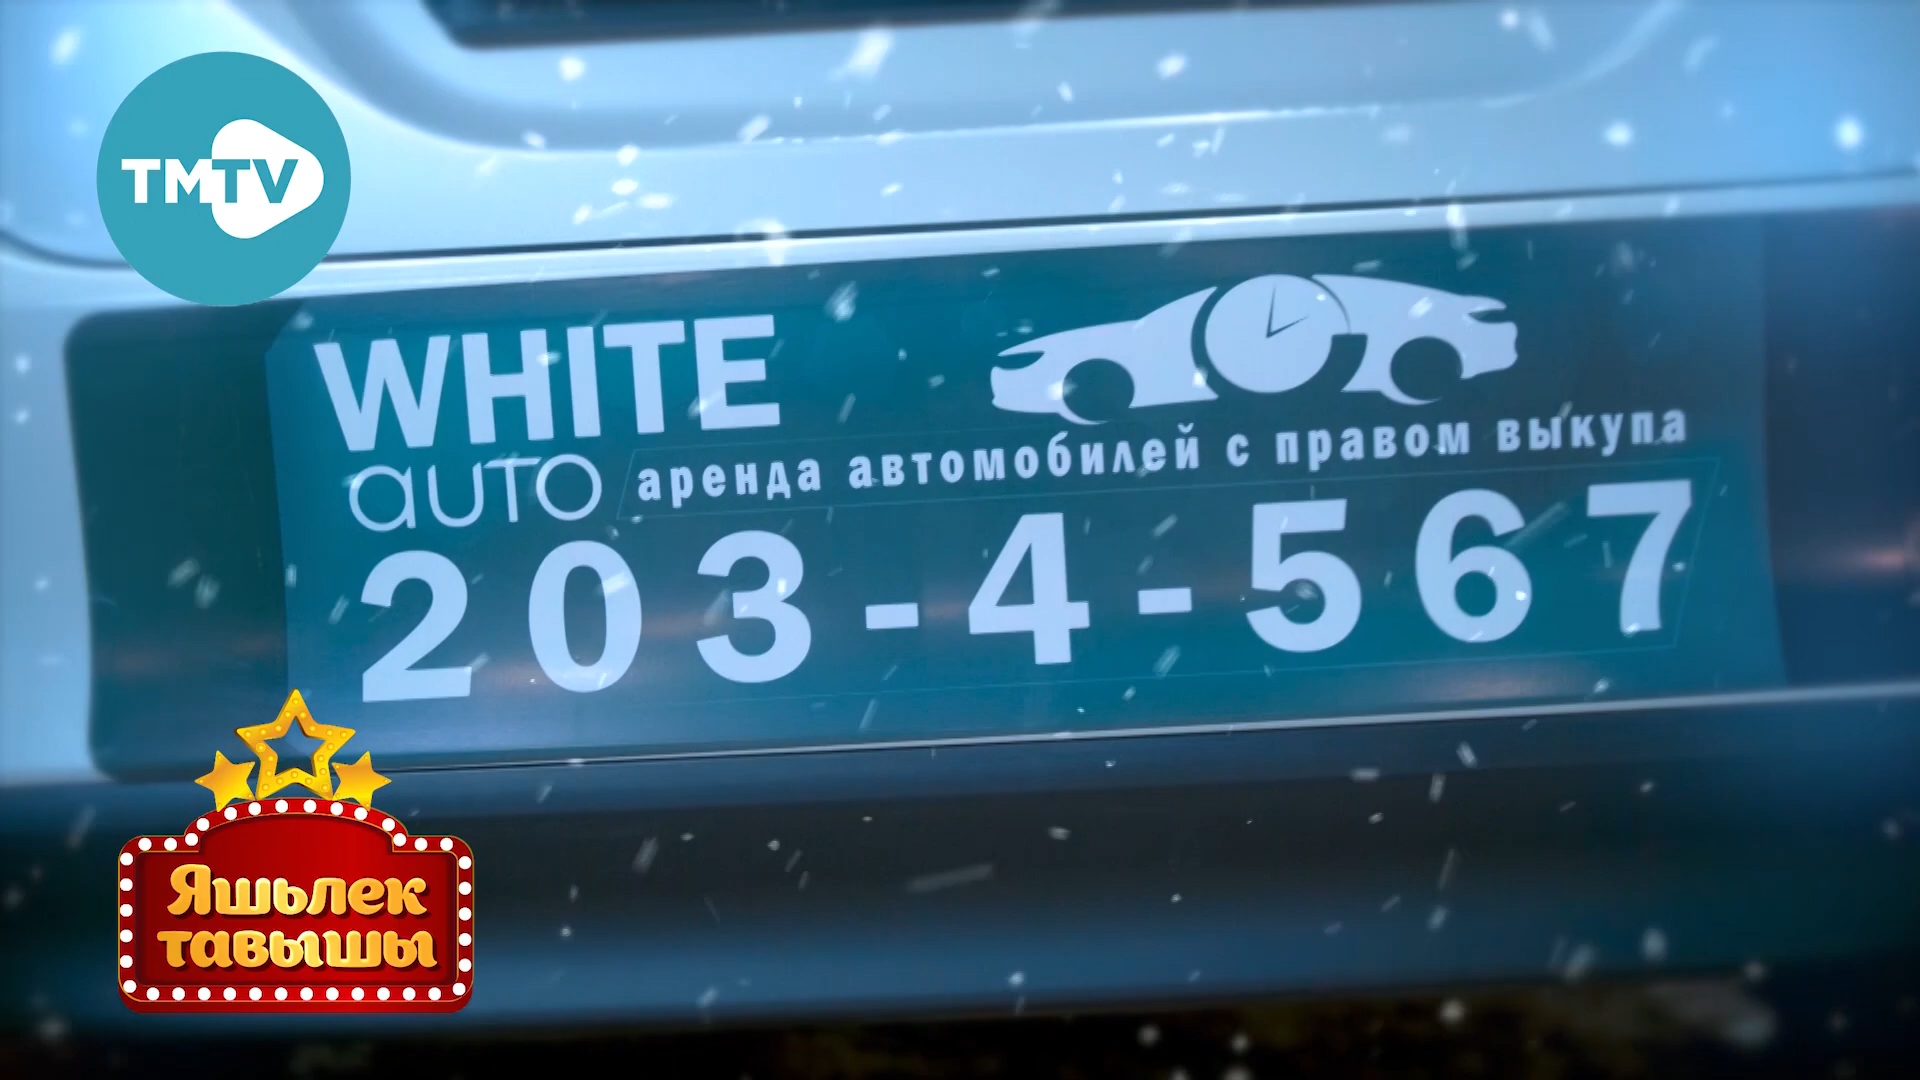 TMTV
WHITE
auto
аренда автомобилей с правом выкупа
203-4-567
Яшьлек
тавышы